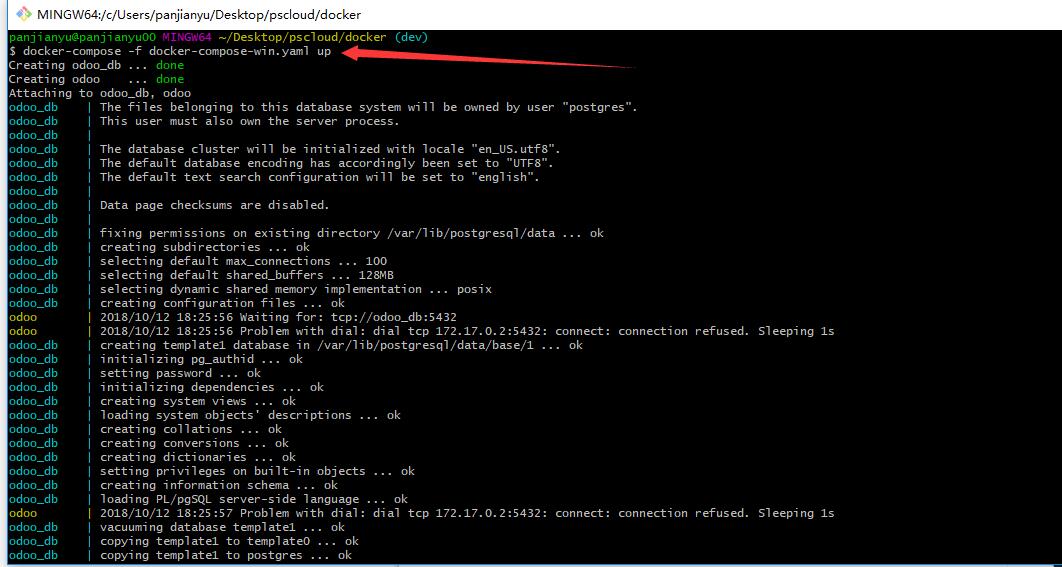 MINGW64:/c/Users/panjianyu/Desktop/pscloud/docker
panjianyu@panjianyu00 MINGW64 ~/Desktop/pscloud/docker (dev)
$ docker-compose -f docker-compose-win.yaml up
Creating odoo_db ... done
Creating odoo    ... done
Attaching to odoo_db, odoo
odoo_db    | The files belonging to this database system will be owned by user "postgres".
odoo_db    | This user must also own the server process.
odoo_db    |
odoo_db    | The database cluster will be initialized with locale "en_US.utf8".
odoo_db    | The default database encoding has accordingly been set to "UTF8".
odoo_db    | The default text search configuration will be set to "english".
odoo_db    |
odoo_db    | Data page checksums are disabled.
odoo_db    |
odoo_db    | fixing permissions on existing directory /var/lib/postgresql/data ... ok
odoo_db    | creating subdirectories ... ok
odoo_db    | selecting default max_connections ... 100
odoo_db    | selecting default shared_buffers ... 128MB
odoo_db    | selecting dynamic shared memory implementation ... posix
odoo_db    | creating configuration files ... ok
odoo       | 2018/10/12 18:25:56 Waiting for: tcp://odoo_db:5432
odoo       | 2018/10/12 18:25:56 Problem with dial: dial tcp 172.17.0.2:5432: connect: connection refused. Sleeping 1s
odoo_db    | creating template1 database in /var/lib/postgresql/data/base/1 ... ok
odoo_db    | initializing pg_authid ... ok
odoo_db    | setting password ... ok
odoo_db    | initializing dependencies ... ok
odoo_db    | creating system views ... ok
odoo_db    | loading system objects' descriptions ... ok
odoo_db    | creating collations ... ok
odoo_db    | creating conversions ... ok
odoo_db    | creating dictionaries ... ok
odoo_db    | setting privileges on built-in objects ... ok
odoo_db    | creating information schema ... ok
odoo_db    | loading PL/pgSQL server-side language ... ok
odoo       | 2018/10/12 18:25:57 Problem with dial: dial tcp 172.17.0.2:5432: connect: connection refused. Sleeping 1s
odoo_db    | vacuuming database template1 ... ok
odoo_db    | copying template1 to template0 ... ok
odoo_db    | copying template1 to postgres ... ok